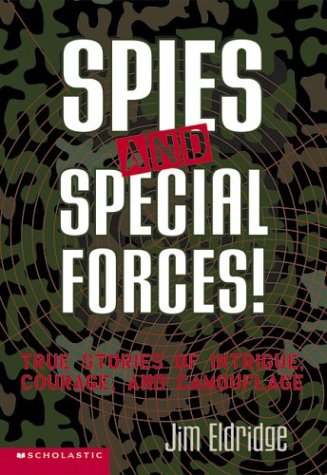 SPIES
AND
SPECIAL
FORCES!
TRUE STORIES OF INTRIGUE,
COURAGE, AND CAMOUFLAGE
Jim Eldridge
SCHOLASTIC